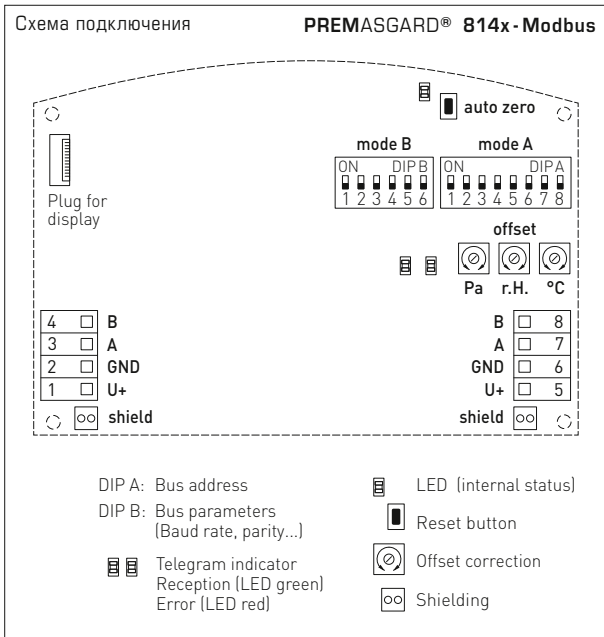 Схема подключения
PREMASGARD® 814x - Modbus
auto zero
mode B
mode A
ON DIP B
ON DIP A
1 2 3 4 5 6
1 2 3 4 5 6 7 8
Plug for
display
offset
Pa r.H. °C
4 B
3 A
2 GND
1 U+
shield
B 8
A 7
GND 6
U+ 5
shield
DIP A: Bus address
DIP B: Bus parameters
(Baud rate, parity...)
Telegram indicator
Reception (LED green)
Error (LED red)
LED (internal status)
Reset button
Offset correction
Shielding